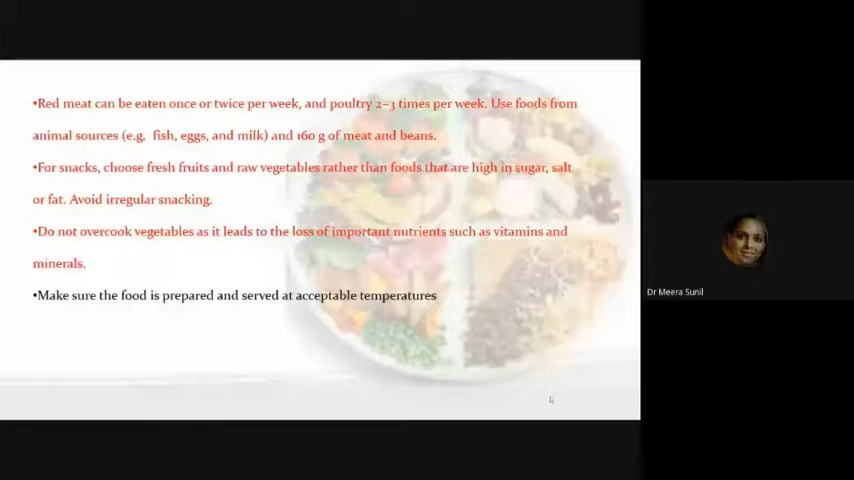 •Red meat can be eaten once or twice per week, and poultry 2–3 times per week. Use foods from
animal sources (e.g. fish, eggs, and milk) and 160 g of meat and beans.
•For snacks, choose fresh fruits and raw vegetables rather than foods that are high in sugar, salt
or fat. Avoid irregular snacking.
•Do not overcook vegetables as it leads to the loss of important nutrients such as vitamins and
minerals.
•Make sure the food is prepared and served at acceptable temperatures
Dr Meera Sunil